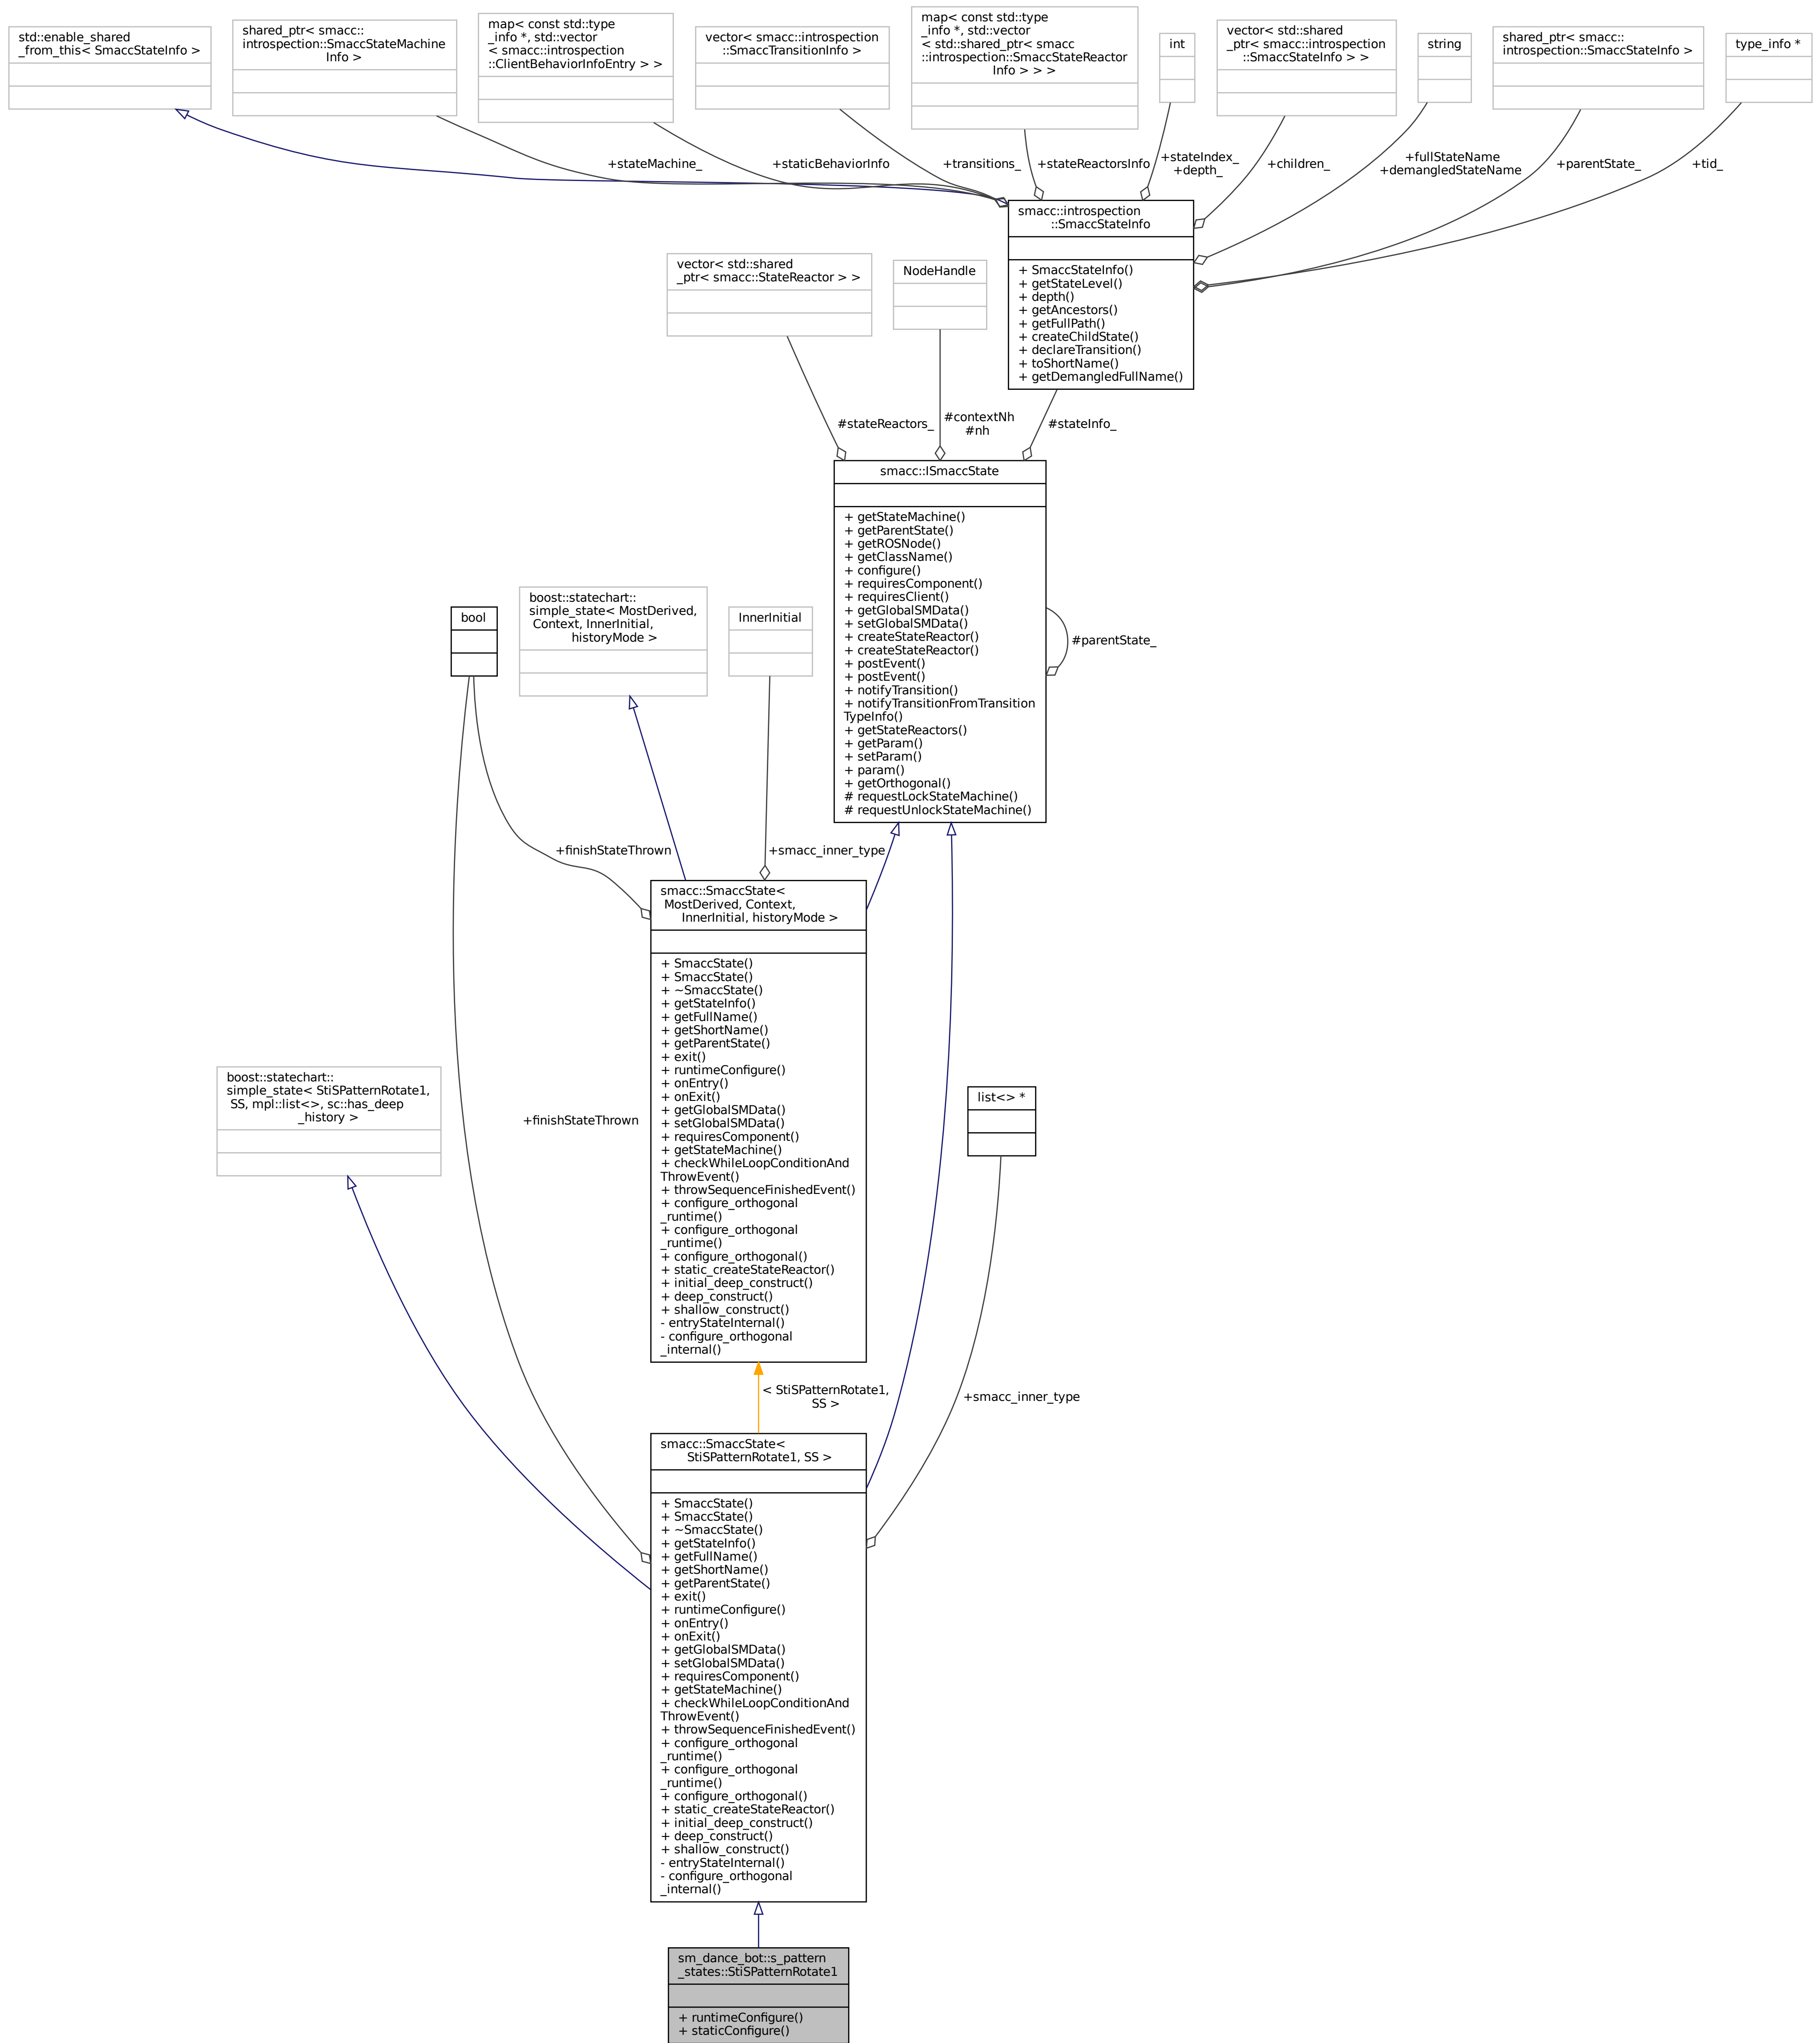 std::enable_shared
_from_this< SmaccStateInfo >
shared_ptr< smacc::
introspection::SmaccStateMachine
Info >
map< const std::type
_info *, std::vector
< smacc::introspection
::ClientBehaviorInfoEntry > >
vector< smacc::introspection
::SmaccTransitionInfo >
map< const std::type
_info *, std::vector
< std::shared_ptr< smacc
::introspection::SmaccStateReactor
Info > > >
int
vector< std::shared
_ptr< smacc::introspection
::SmaccStateInfo > >
string
shared_ptr< smacc::
introspection::SmaccStateInfo >
type_info *
+stateMachine_
+staticBehaviorInfo
+transitions_
+stateReactorsInfo
+stateIndex_
+depth_
+children_
+fullStateName
+demangledStateName
+parentState_
+tid_
smacc::introspection
::SmaccStateInfo
+ SmaccStateInfo()
+ getStateLevel()
+ depth()
+ getAncestors()
+ getFullPath()
+ createChildState()
+ declareTransition()
+ toShortName()
+ getDemangledFullName()
vector< std::shared
_ptr< smacc::StateReactor > >
NodeHandle
#stateReactors_
#contextNh
#nh
#stateInfo_
smacc::ISmaccState
+ getStateMachine()
+ getParentState()
+ getROSNode()
+ getClassName()
+ configure()
+ requiresComponent()
+ requiresClient()
+ getGlobalSMData()
+ setGlobalSMData()
+ createStateReactor()
+ createStateReactor()
+ postEvent()
+ postEvent()
+ notifyTransition()
+ notifyTransitionFromTransition
TypeInfo()
+ getStateReactors()
+ getParam()
+ setParam()
+ param()
+ getOrthogonal()
# requestLockStateMachine()
# requestUnlockStateMachine()
#parentState_
bool
boost::statechart::
simple_state< MostDerived,
Context, InnerInitial,
historyMode >
InnerInitial
+finishStateThrown
+smacc_inner_type
smacc::SmaccState<
MostDerived, Context,
InnerInitial, historyMode >
+ SmaccState()
+ SmaccState()
+ ~SmaccState()
+ getStateInfo()
+ getFullName()
+ getShortName()
+ getParentState()
+ exit()
+ runtimeConfigure()
+ onEntry()
+ onExit()
+ getGlobalSMData()
+ setGlobalSMData()
+ requiresComponent()
+ getStateMachine()
+ checkWhileLoopConditionAnd
ThrowEvent()
+ throwSequenceFinishedEvent()
+ configure_orthogonal
_runtime()
+ configure_orthogonal
_runtime()
+ configure_orthogonal()
+ static_createStateReactor()
+ initial_deep_construct()
+ deep_construct()
+ shallow_construct()
- entryStateInternal()
- configure_orthogonal
_internal()
boost::statechart::
simple_state< StiSPatternRotate1,
SS, mpl::list<>, sc::has_deep
_history >
+finishStateThrown
list<> *
< StiSPatternRotate1,
SS >
+smacc_inner_type
smacc::SmaccState<
StiSPatternRotate1, SS >
+ SmaccState()
+ SmaccState()
+ ~SmaccState()
+ getStateInfo()
+ getFullName()
+ getShortName()
+ getParentState()
+ exit()
+ runtimeConfigure()
+ onEntry()
+ onExit()
+ getGlobalSMData()
+ setGlobalSMData()
+ requiresComponent()
+ getStateMachine()
+ checkWhileLoopConditionAnd
ThrowEvent()
+ throwSequenceFinishedEvent()
+ configure_orthogonal
_runtime()
+ configure_orthogonal
_runtime()
+ configure_orthogonal()
+ static_createStateReactor()
+ initial_deep_construct()
+ deep_construct()
+ shallow_construct()
- entryStateInternal()
- configure_orthogonal
_internal()
sm_dance_bot::s_pattern
_states::StiSPatternRotate1
+ runtimeConfigure()
+ staticConfigure()